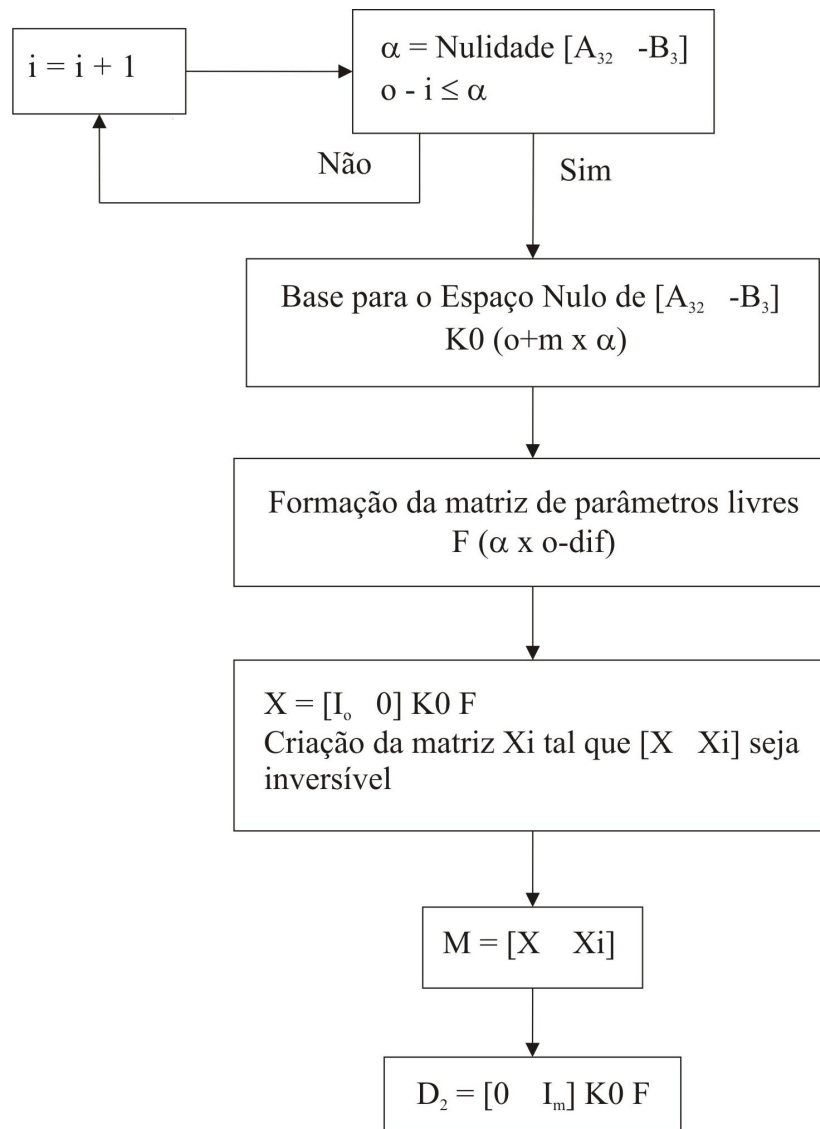 i = i + 1
α = Nulidade [A₃₂ -B₃]
o - i ≤ α
Não
Sim
Base para o Espaço Nulo de [A₃₂ -B₃]
K0 (o+m x α)
Formação da matriz de parâmetros livres
F (α x o-dif)
X = [Iₒ 0] K0 F
Criação da matriz Xi tal que [X Xi] seja
inversível
M = [X Xi]
D₂ = [0 Iₘ] K0 F